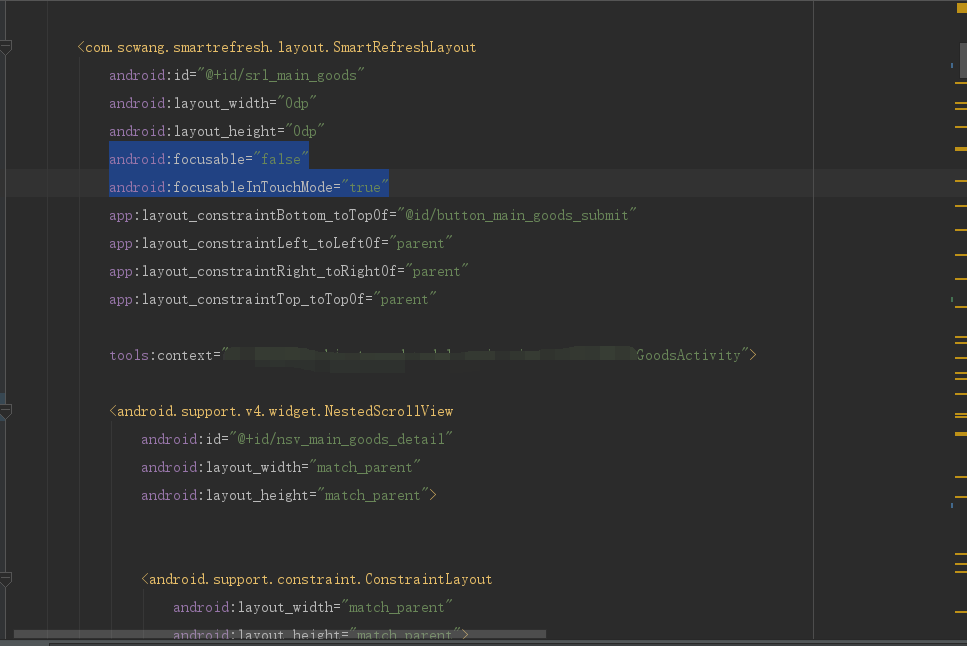 <com.scwang.smartrefresh.layout.SmartRefreshLayout
android:id="@+id/srl_main_goods"
android:layout_width="0dp"
android:layout_height="0dp"
android:focusable="false"
android:focusableInTouchMode="true"
app:layout_constraintBottom_toTopOf="@id/button_main_goods_submit"
app:layout_constraintLeft_toLeftOf="parent"
app:layout_constraintRight_toRightOf="parent"
app:layout_constraintTop_toTopOf="parent"
tools:context=" GoodsActivity">
<android.support.v4.widget.NestedScrollView
android:id="@+id/nsv_main_goods_detail"
android:layout_width="match_parent"
android:layout_height="match_parent">
<android.support.constraint.ConstraintLayout
android:layout_width="match_parent"
android:layout_height="match_parent">